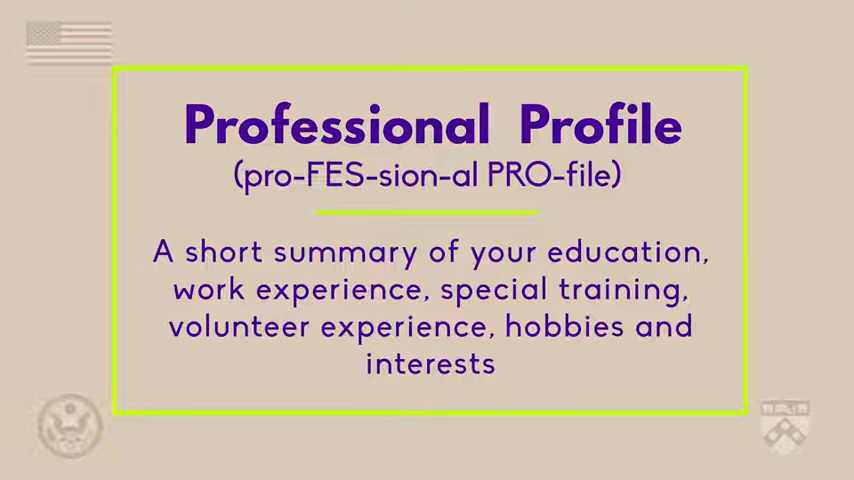 Professional Profile
(pro-FES-sion-al PRO-file)
A short summary of your education,
work experience, special training,
volunteer experience, hobbies and
interests